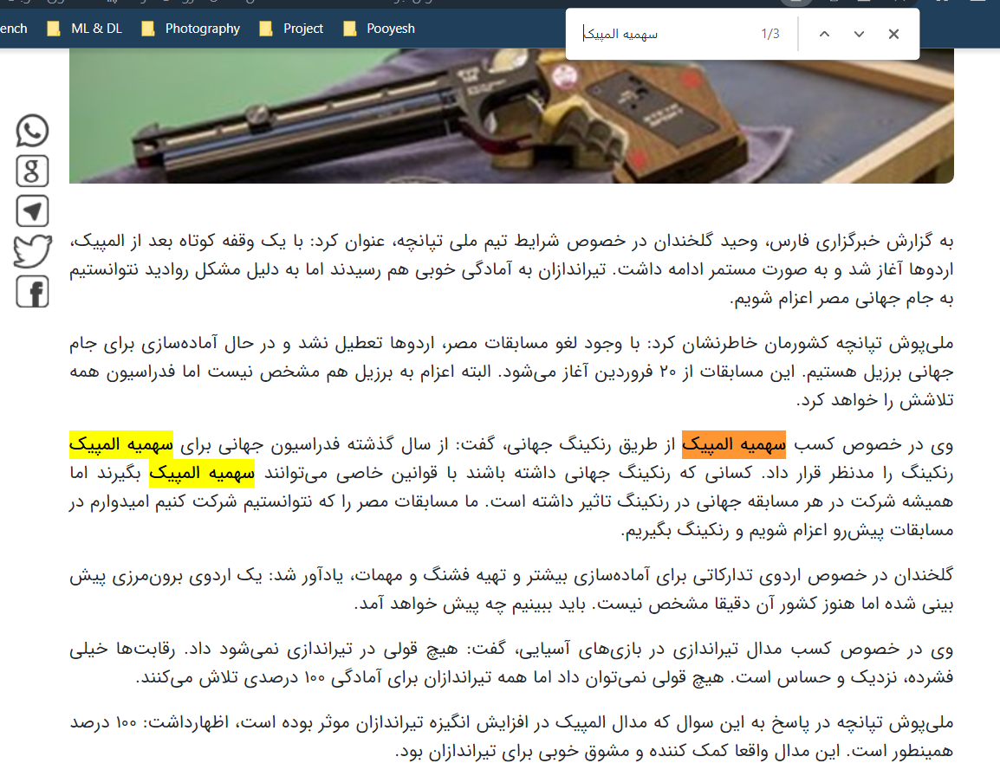 ench
ML & DL
Photography
Project
Pooyesh
سهمیه المپیک
1/3
به گزارش خبرگزاری فارس، وحید گلخندان در خصوص شرایط تیم ملی تپانچه، عنوان کرد: با یک وقفه کوتاه بعد از المپیک،
اردوها آغاز شد و به صورت مستمر ادامه داشت. تیراندازان به آمادگی خوبی هم رسیدند اما به دلیل مشکل روادید نتوانستیم
به جام جهانی مصر اعزام شویم.
ملی‌پوش تپانچه کشورمان خاطرنشان کرد: با وجود لغو مسابقات مصر، اردوها تعطیل نشد و در حال آماده‌سازی برای جام
جهانی برزیل هستیم. این مسابقات از ۲۰ فروردین آغاز می‌شود. البته اعزام به برزیل هم مشخص نیست اما فدراسیون همه
تلاشش را خواهد کرد.
وی در خصوص کسب سهمیه المپیک از طریق رنکینگ جهانی، گفت: از سال گذشته فدراسیون جهانی برای سهمیه المپیک
رنکینگ را مدنظر قرار داد. کسانی که رنکینگ جهانی داشته باشند با قوانین خاصی می‌توانند سهمیه المپیک بگیرند اما
همیشه شرکت در هر مسابقه جهانی در رنکینگ تاثیر داشته است. ما مسابقات مصر را که نتوانستیم شرکت کنیم امیدوارم در
مسابقات پیش‌رو اعزام شویم و رنکینگ بگیریم.
گلخندان در خصوص اردوی تدارکاتی برای آماده‌سازی بیشتر و تهیه فشنگ و مهمات، یادآور شد: یک اردوی برون‌مرزی پیش
بینی شده اما هنوز کشور آن دقیقا مشخص نیست. باید ببینیم چه پیش خواهد آمد.
وی در خصوص کسب مدال تیراندازی در بازی‌های آسیایی، گفت: هیچ قولی در تیراندازی نمی‌شود داد. رقابت‌ها خیلی
فشرده، نزدیک و حساس است. هیچ قولی نمی‌توان داد اما همه تیراندازان برای آمادگی ۱۰۰ درصدی تلاش می‌کنند.
ملی‌پوش تپانچه در پاسخ به این سوال که مدال المپیک در افزایش انگیزه تیراندازان موثر بوده است، اظهارداشت: ۱۰۰ درصد
همینطور است. این مدال واقعا کمک کننده و مشوق خوبی برای تیراندازان بود.